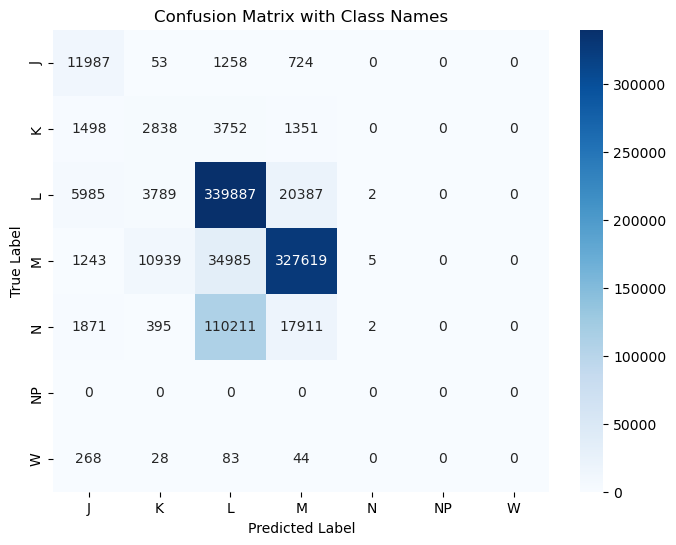 Confusion Matrix with Class Names
J 11987 53 1258 724 0 0 0
K 1498 2838 3752 1351 0 0 0
L 5985 3789 339887 20387 2 0 0
M 1243 10939 34985 327619 5 0 0
N 1871 395 110211 17911 2 0 0
NP 0 0 0 0 0 0 0
W 268 28 83 44 0 0 0
J K L M N NP W
True Label
Predicted Label
300000
250000
200000
150000
100000
50000
0